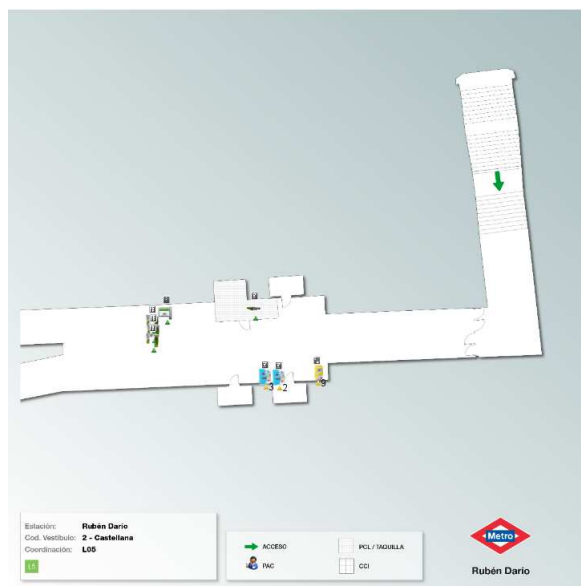 3
2
9
Estación: Rubén Darío
Cod. Vestíbulo: 2 - Castellana
Coordinación: L05
L5
ACCESO
PCL / TAQUILLA
PAC
CCI
Metro
Rubén Darío